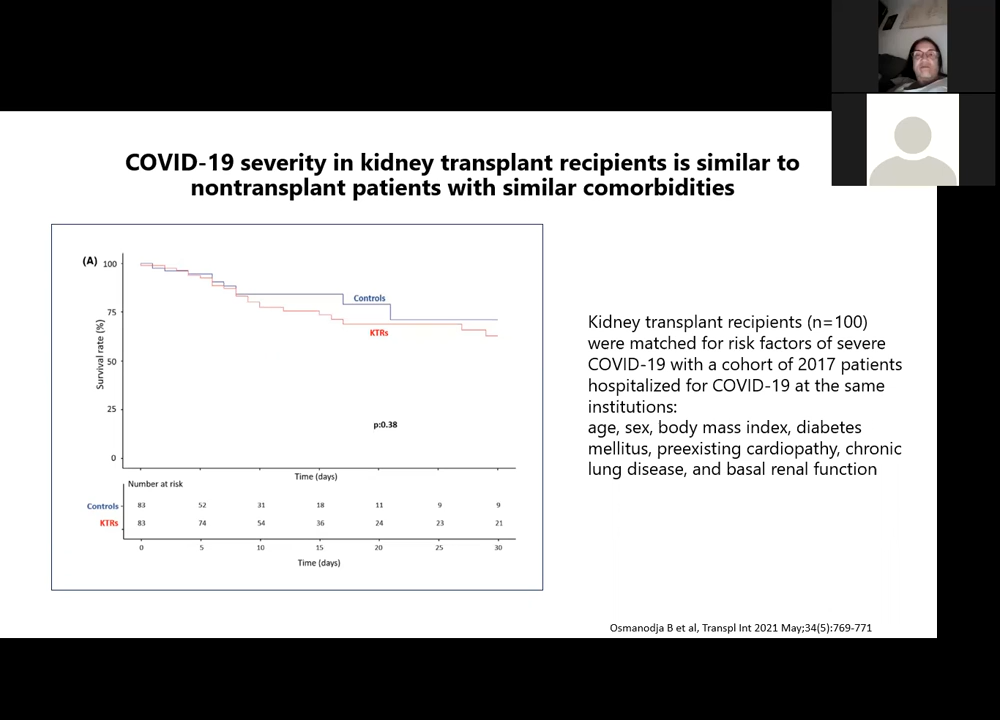 COVID-19 severity in kidney transplant recipients is similar to
nontransplant patients with similar comorbidities
(A)
100
75
50
25
0
Survival rate (%)
Controls
KTRs
p:0.38
Time (days)
Number at risk
Controls 83 52 31 18 11 9 9
KTRs 83 74 54 36 24 23 21
0 5 10 15 20 25 30
Time (days)
Kidney transplant recipients (n=100)
were matched for risk factors of severe
COVID-19 with a cohort of 2017 patients
hospitalized for COVID-19 at the same
institutions:
age, sex, body mass index, diabetes
mellitus, preexisting cardiopathy, chronic
lung disease, and basal renal function
Osmanodja B et al, Transpl Int 2021 May;34(5):769-771